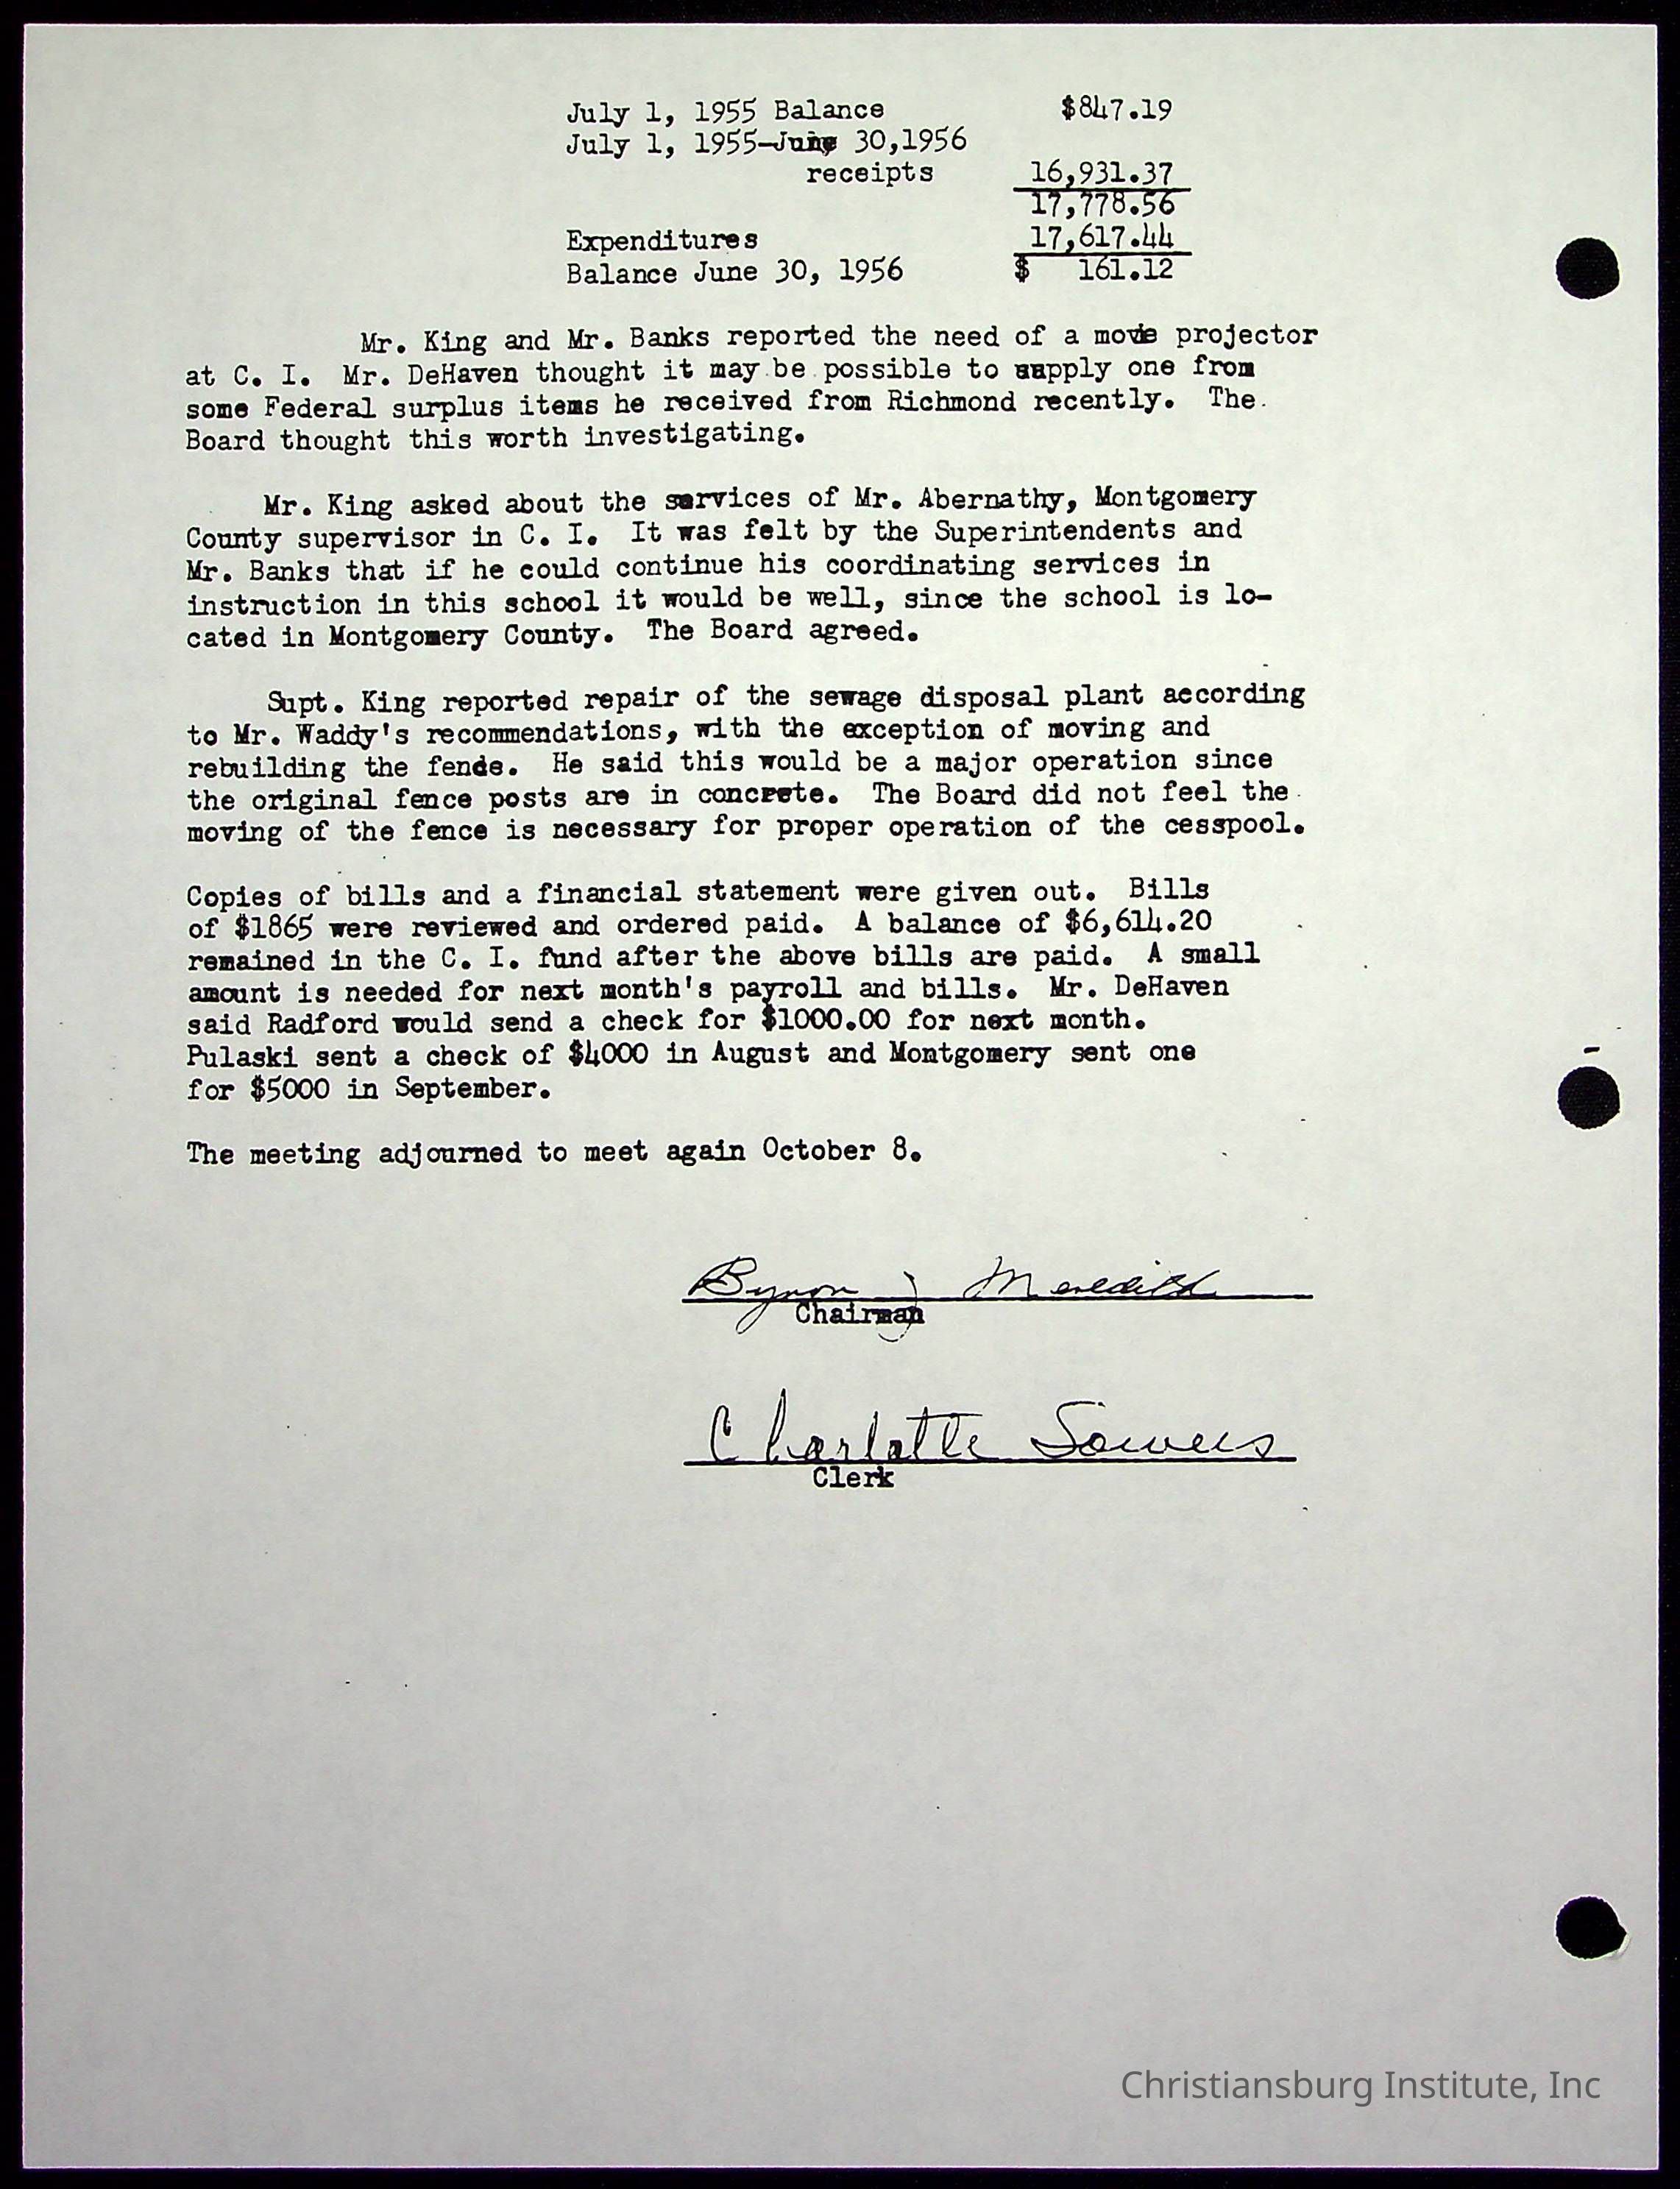 July 1, 1955 Balance $847.19
July 1, 1955-June 30,1956
receipts 16,931.37
17,778.56
Expenditures 17,617.44
Balance June 30, 1956 $ 161.12
Mr. King and Mr. Banks reported the need of a movie projector
at C. I. Mr. DeHaven thought it may be possible to supply one from
some Federal surplus items he received from Richmond recently. The
Board thought this worth investigating.
Mr. King asked about the services of Mr. Abernathy, Montgomery
County supervisor in C. I. It was felt by the Superintendents and
Mr. Banks that if he could continue his coordinating services in
instruction in this school it would be well, since the school is lo-
cated in Montgomery County. The Board agreed.
Supt. King reported repair of the sewage disposal plant according
to Mr. Waddy's recommendations, with the exception of moving and
rebuilding the fence. He said this would be a major operation since
the original fence posts are in concrete. The Board did not feel the
moving of the fence is necessary for proper operation of the cesspool.
Copies of bills and a financial statement were given out. Bills
of $1865 were reviewed and ordered paid. A balance of $6,614.20
remained in the C. I. fund after the above bills are paid. A small
amount is needed for next month's payroll and bills. Mr. DeHaven
said Radford would send a check for $1000.00 for next month.
Pulaski sent a check of $4000 in August and Montgomery sent one
for $5000 in September.
The meeting adjourned to meet again October 8.
Byron J Meredith
Chairman
Charlotte Sowers
Clerk
Christiansburg Institute, Inc